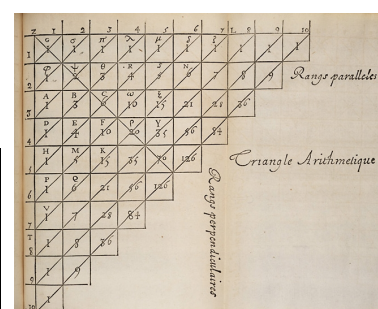 Z 1 2 3 4 5 6 7 L 8 9 10
G σ π λ μ δ ζ
1 1 1 1 1 1 1 1 1 1 1
φ ψ θ R S N
2 1 2 3 4 5 6 7 8 9
Rangs paralleles
A B C ω ξ
3 1 3 6 10 15 21 28 36
D E F ρ Y
4 1 4 10 20 35 56 84
H M K
5 1 5 15 35 70 126
Triangle Arithmetique
P Q
6 1 6 21 56 126
V
7 1 7 28 84
T
8 1 8 36
9 1 9
10 1
Rangs perpendiculaires